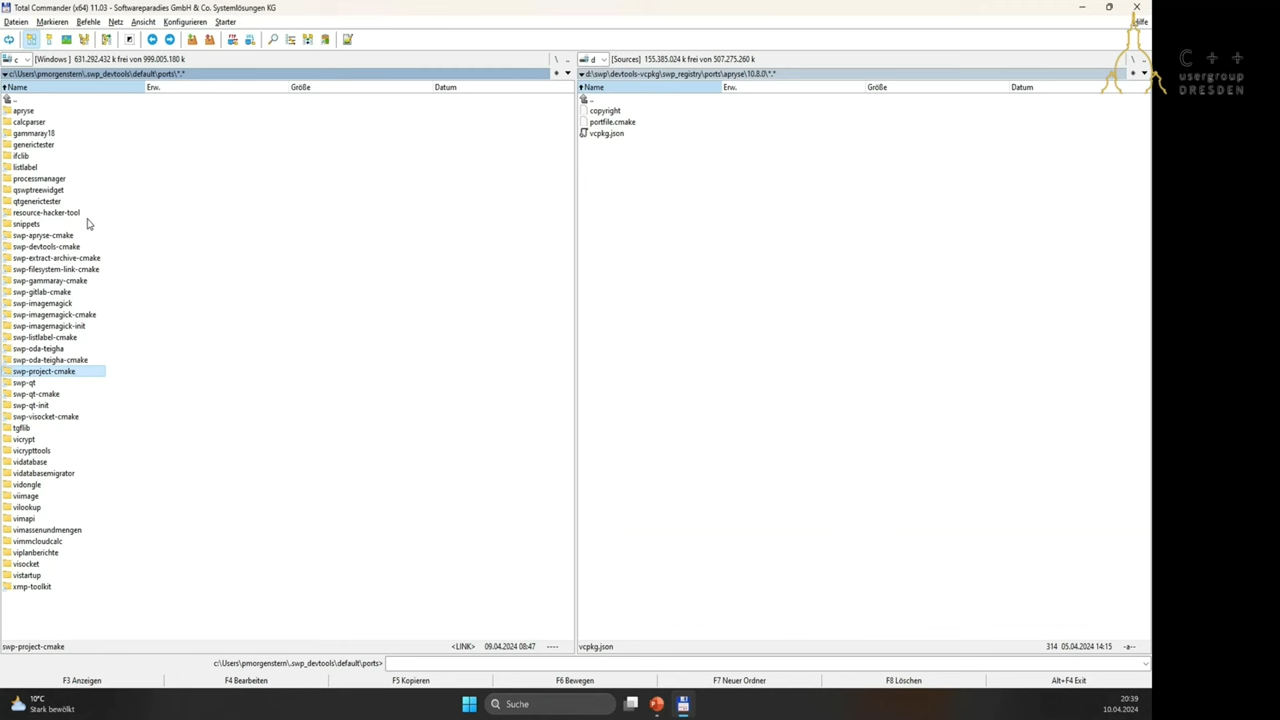 Total Commander (x64) 11.03 - Softwareparadies GmbH & Co. Systemlösungen KG
Dateien Markieren Befehle Netz Ansicht Konfigurieren Starter
c [Windows ] 631.292.432 k frei von 999.005.180 k \ ..
d [Sources] 155.385.024 k frei von 507.275.260 k \ ..
c:\Users\pmorgenstern\.swp_devtools\default\ports\*.*
d:\swp\devtools-vcpkg\swp_registry\ports\apryse\10.8.0\*.*
Name Erw. Größe Datum
Name Erw. Größe Datum
..
apryse
calcparser
gammaray18
generictester
ifclib
listlabel
processmanager
qswptreewidget
qtgenerictester
resource-hacker-tool
snippets
swp-apryse-cmake
swp-devtools-cmake
swp-extract-archive-cmake
swp-filesystem-link-cmake
swp-gammaray-cmake
swp-gitlab-cmake
swp-imagemagick
swp-imagemagick-cmake
swp-imagemagick-init
swp-listlabel-cmake
swp-oda-teigha
swp-oda-teigha-cmake
swp-project-cmake
swp-qt
swp-qt-cmake
swp-qt-init
swp-visocket-cmake
tgflib
vicrypt
vicrypttools
vidatabase
vidatabasemigrator
vidongle
viimage
vilookup
vimapi
vimassenundmengen
vimmcloudcalc
viplanberichte
visocket
vistartup
xmp-toolkit
..
copyright
portfile.cmake
vcpkg.json
swp-project-cmake <LINK> 09.04.2024 08:47 ----
vcpkg.json 314 05.04.2024 14:15 -a--
c:\Users\pmorgenstern\.swp_devtools\default\ports>
F3 Anzeigen F4 Bearbeiten F5 Kopieren F6 Bewegen F7 Neuer Ordner F8 Löschen Alt+F4 Exit
10°C
Stark bewölkt
Suche
20:39
10.04.2024
C++
usergroup
DRESDEN